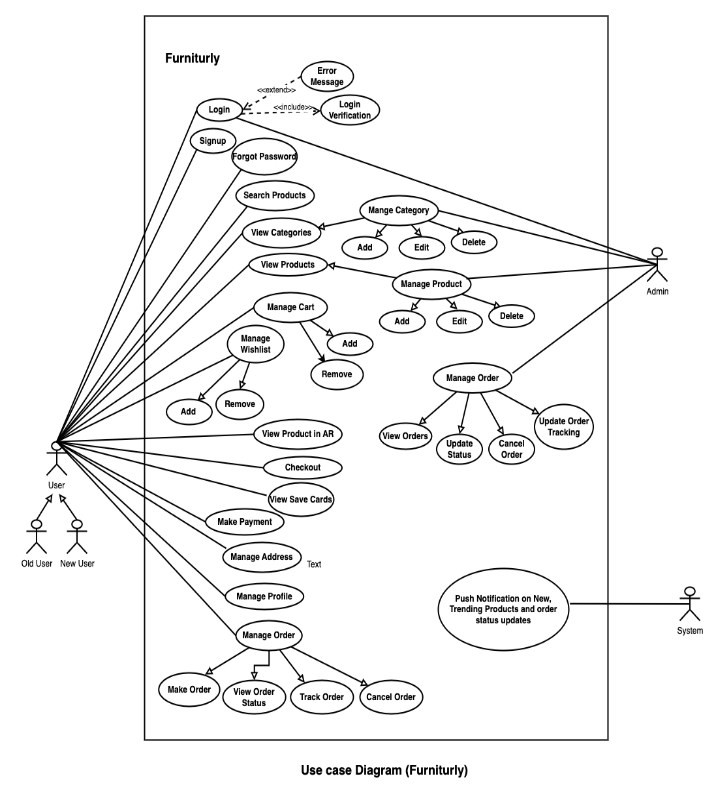 Furniturly
Error
Message
<<extend>>
<<include>>
Login
Login
Verification
Signup
Forgot Password
Search Products
Mange Category
View Categories
Add
Edit
Delete
View Products
Manage Product
Admin
Add
Edit
Delete
Manage Cart
Add
Remove
Manage
Wishlist
Add
Remove
Manage Order
View Orders
Update
Status
Cancel
Order
Update Order
Tracking
View Product in AR
Checkout
View Save Cards
User
Make Payment
Old User
New User
Manage Address
Text
Manage Profile
Push Notification on New,
Trending Products and order
status updates
System
Manage Order
Make Order
View Order
Status
Track Order
Cancel Order
Use case Diagram (Furniturly)